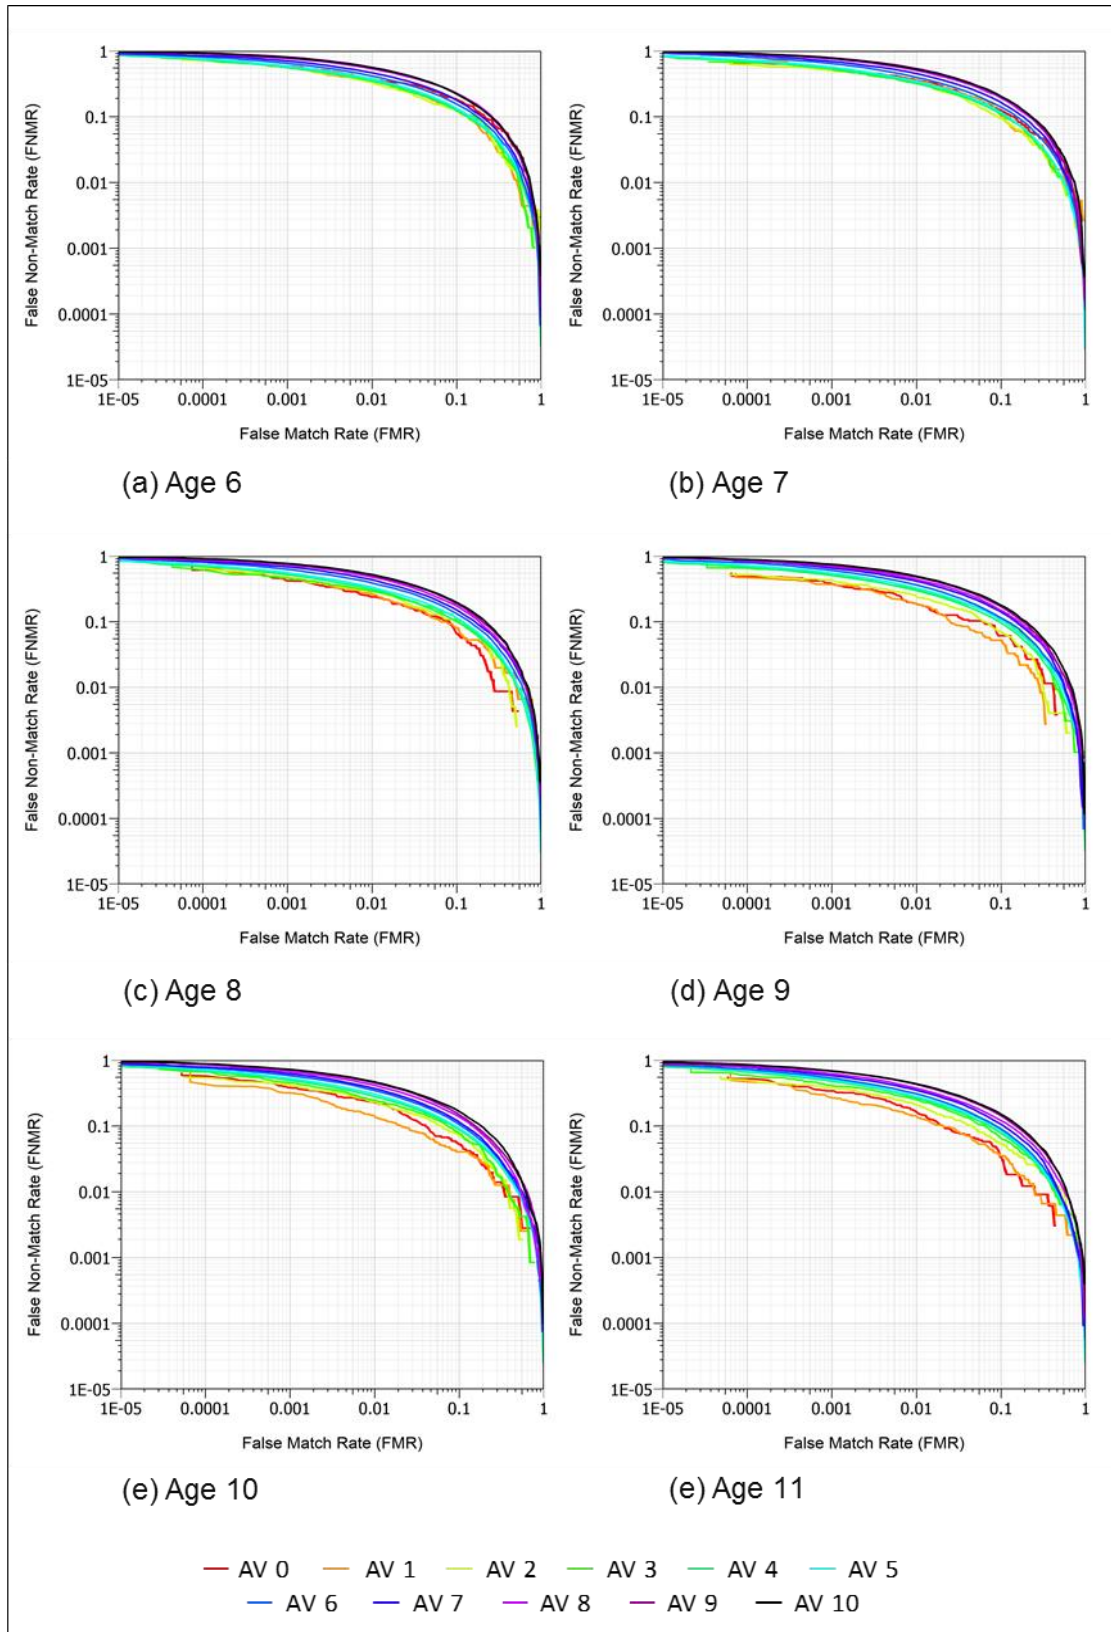 1
0.1
0.01
0.001
0.0001
1E-05
False Non-Match Rate (FNMR)
1E-05 0.0001 0.001 0.01 0.1 1
False Match Rate (FMR)
(a) Age 6
1
0.1
0.01
0.001
0.0001
1E-05
False Non-Match Rate (FNMR)
1E-05 0.0001 0.001 0.01 0.1 1
False Match Rate (FMR)
(b) Age 7
1
0.1
0.01
0.001
0.0001
1E-05
False Non-Match Rate (FNMR)
1E-05 0.0001 0.001 0.01 0.1 1
False Match Rate (FMR)
(c) Age 8
1
0.1
0.01
0.001
0.0001
1E-05
False Non-Match Rate (FNMR)
1E-05 0.0001 0.001 0.01 0.1 1
False Match Rate (FMR)
(d) Age 9
1
0.1
0.01
0.001
0.0001
1E-05
False Non-Match Rate (FNMR)
1E-05 0.0001 0.001 0.01 0.1 1
False Match Rate (FMR)
(e) Age 10
1
0.1
0.01
0.001
0.0001
1E-05
False Non-Match Rate (FNMR)
1E-05 0.0001 0.001 0.01 0.1 1
False Match Rate (FMR)
(e) Age 11
AV 0 AV 1 AV 2 AV 3 AV 4 AV 5
AV 6 AV 7 AV 8 AV 9 AV 10